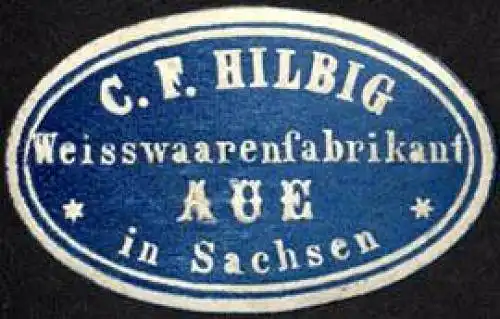 C. F. HILBIG
Weisswaarenfabrikant
AUE
in Sachsen